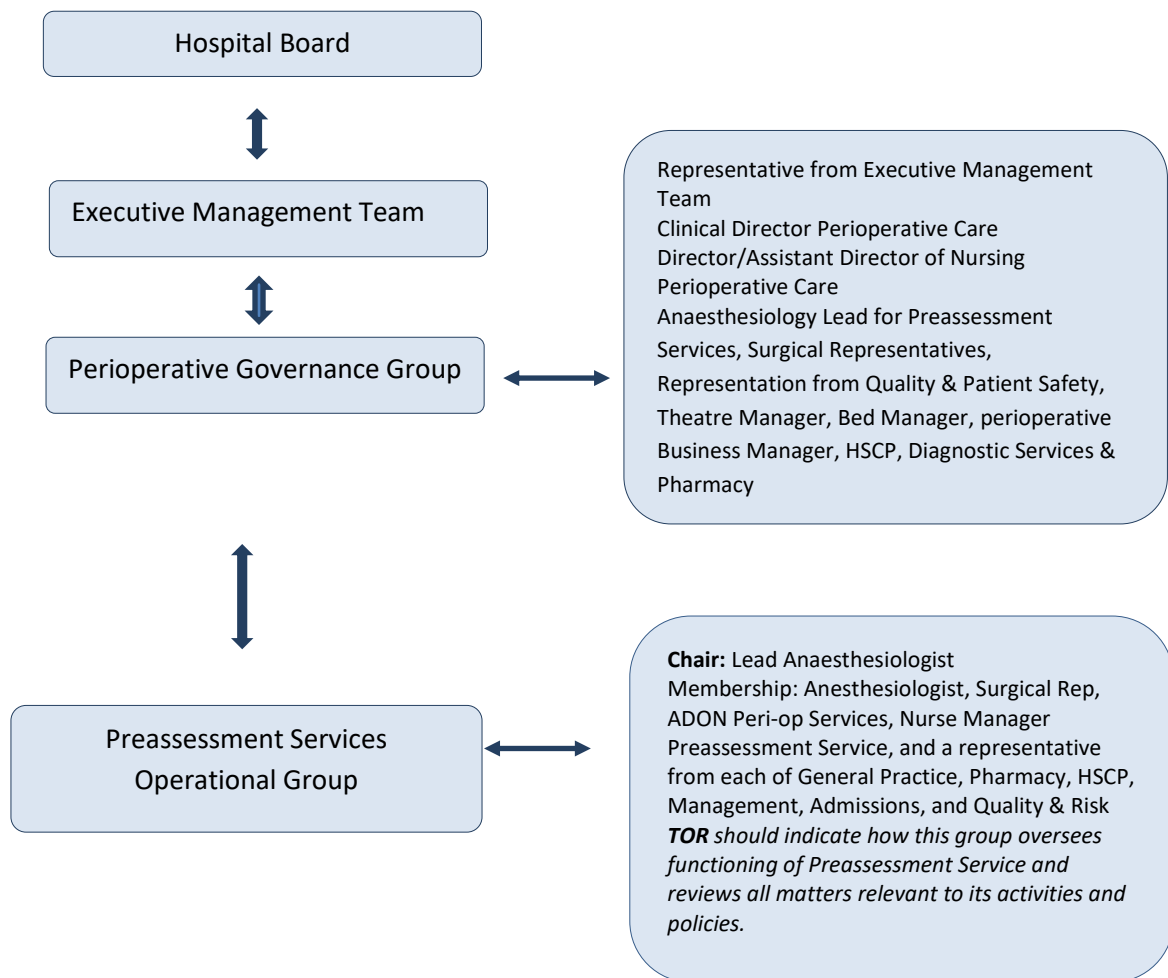 Hospital Board
Executive Management Team
Perioperative Governance Group
Representative from Executive Management
Team
Clinical Director Perioperative Care
Director/Assistant Director of Nursing
Perioperative Care
Anaesthesiology Lead for Preassessment
Services, Surgical Representatives,
Representation from Quality & Patient Safety,
Theatre Manager, Bed Manager, perioperative
Business Manager, HSCP, Diagnostic Services &
Pharmacy
Preassessment Services
Operational Group
Chair: Lead Anaesthesiologist
Membership: Anesthesiologist, Surgical Rep,
ADON Peri-op Services, Nurse Manager
Preassessment Service, and a representative
from each of General Practice, Pharmacy, HSCP,
Management, Admissions, and Quality & Risk
TOR should indicate how this group oversees
functioning of Preassessment Service and
reviews all matters relevant to its activities and
policies.